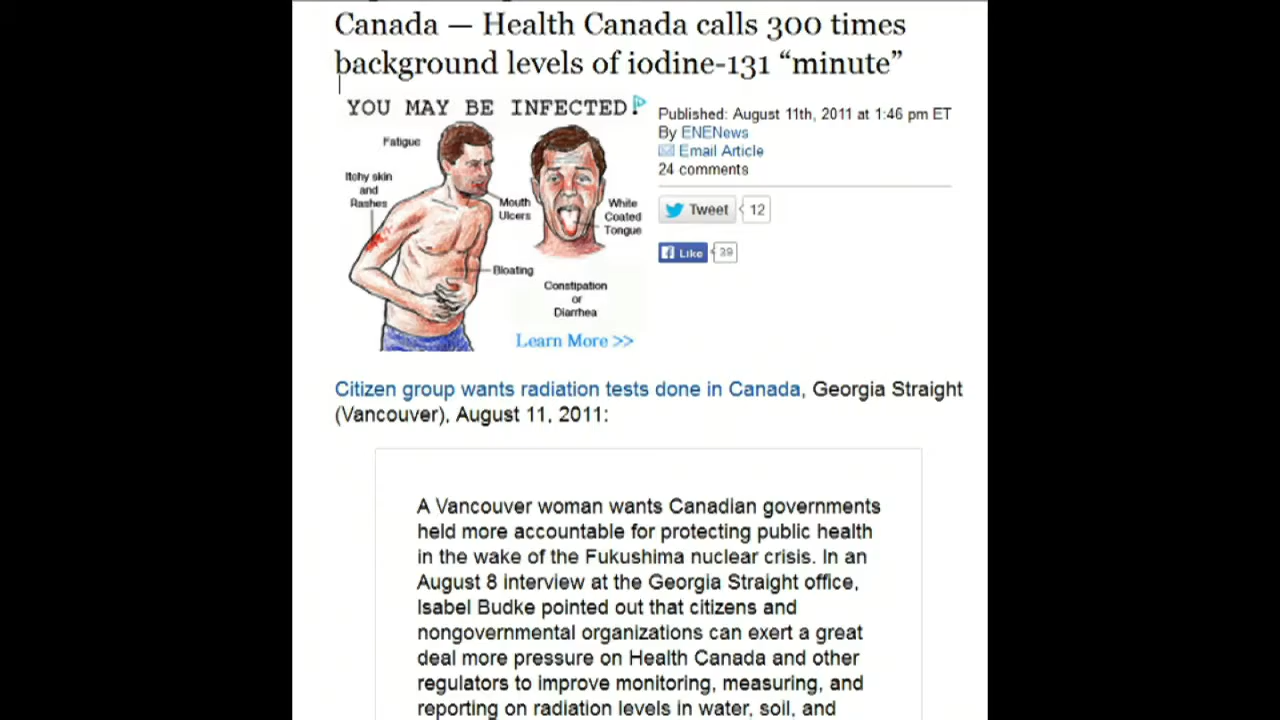 Canada — Health Canada calls 300 times
background levels of iodine-131 “minute”
YOU MAY BE INFECTED!
Fatigue
Itchy skin
and
Rashes
Mouth
Ulcers
White
Coated
Tongue
Bloating
Constipation
or
Diarrhea
Learn More >>
Published: August 11th, 2011 at 1:46 pm ET
By ENENews
Email Article
24 comments
Tweet 12
Like 29
Citizen group wants radiation tests done in Canada, Georgia Straight
(Vancouver), August 11, 2011:
A Vancouver woman wants Canadian governments
held more accountable for protecting public health
in the wake of the Fukushima nuclear crisis. In an
August 8 interview at the Georgia Straight office,
Isabel Budke pointed out that citizens and
nongovernmental organizations can exert a great
deal more pressure on Health Canada and other
regulators to improve monitoring, measuring, and
reporting on radiation levels in water, soil, and